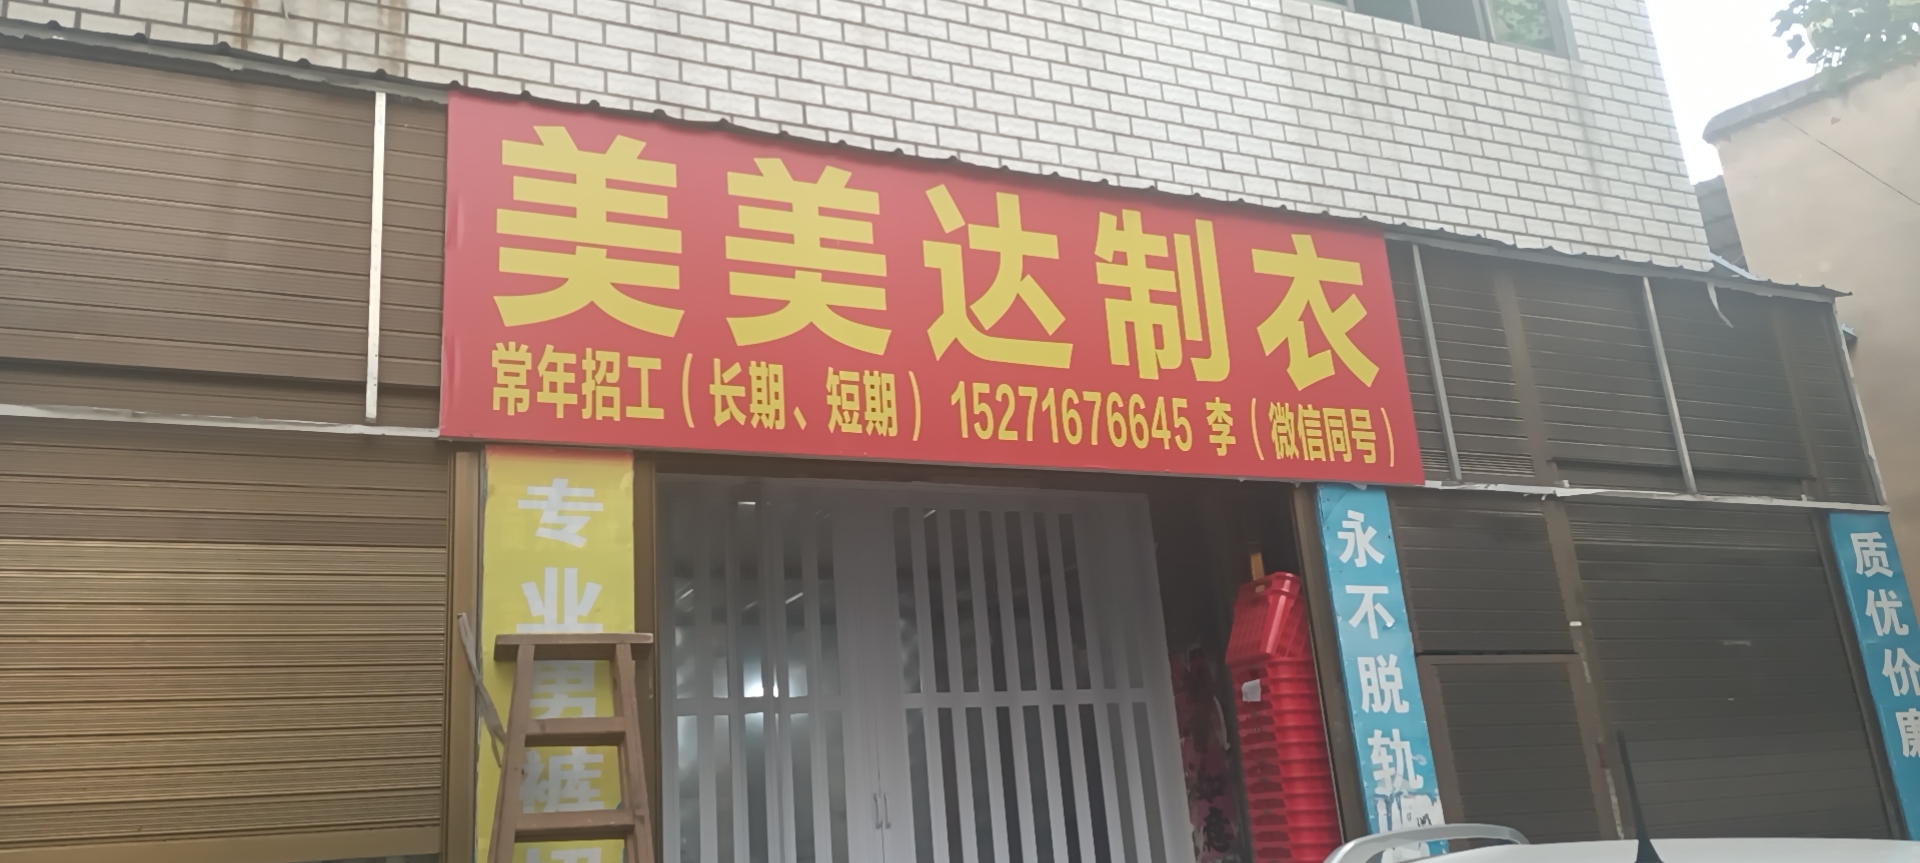 美美达制衣
常年招工（长期、短期） 15271676645 李（微信同号）
专业男裤
永不脱轨
质优价廉